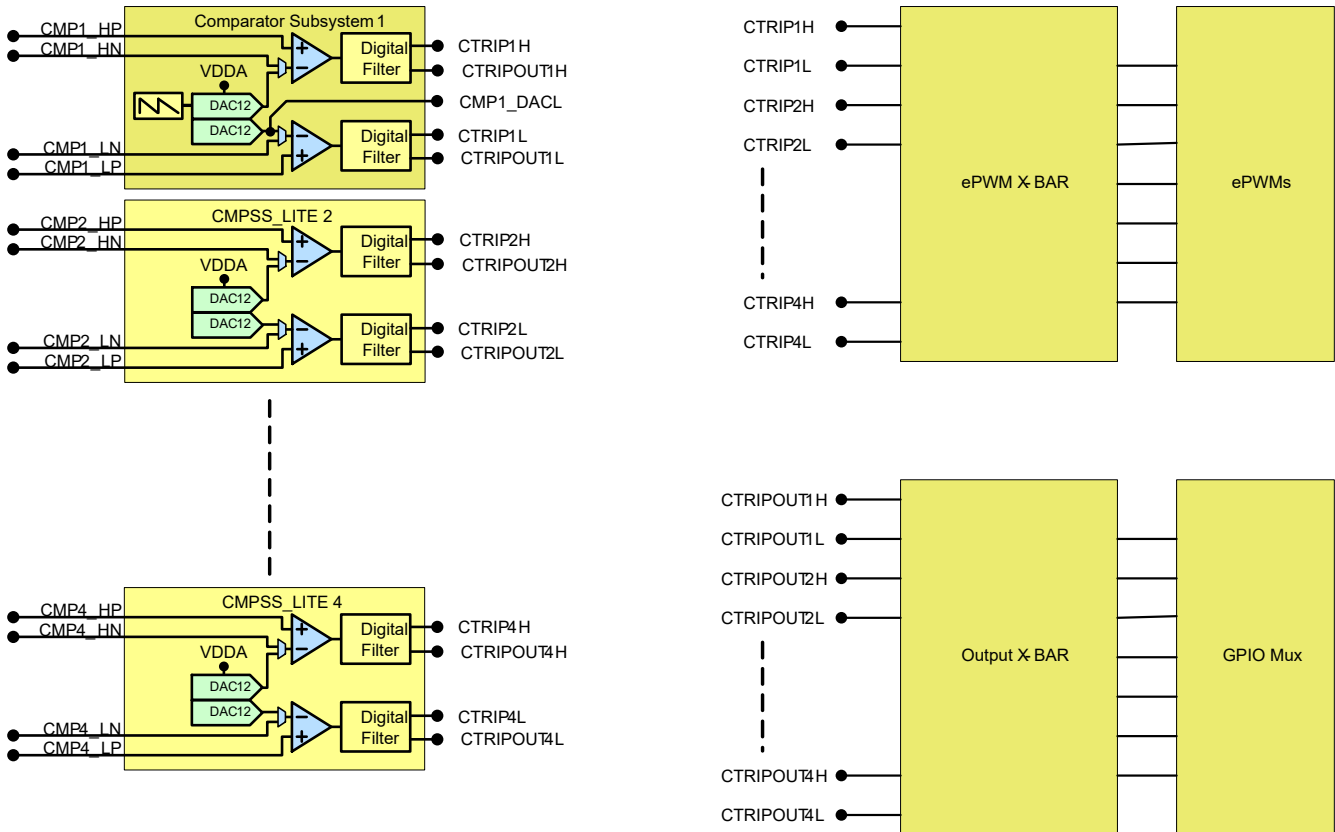 Comparator Subsystem 1
CMP1_HP
CMP1_HN
VDDA
DAC12
DAC12
Digital
Filter
CTRIP1H
CTRIPOUT1H
CMP1_DACL
CMP1_LN
CMP1_LP
Digital
Filter
CTRIP1L
CTRIPOUT1L
CMPSS_LITE 2
CMP2_HP
CMP2_HN
VDDA
DAC12
DAC12
Digital
Filter
CTRIP2H
CTRIPOUT2H
CMP2_LN
CMP2_LP
Digital
Filter
CTRIP2L
CTRIPOUT2L
CMPSS_LITE 4
CMP4_HP
CMP4_HN
VDDA
DAC12
DAC12
Digital
Filter
CTRIP4H
CTRIPOUT4H
CMP4_LN
CMP4_LP
Digital
Filter
CTRIP4L
CTRIPOUT4L
CTRIP1H
CTRIP1L
CTRIP2H
CTRIP2L
CTRIP4H
CTRIP4L
ePWM X-BAR
ePWMs
CTRIPOUT1H
CTRIPOUT1L
CTRIPOUT2H
CTRIPOUT2L
CTRIPOUT4H
CTRIPOUT4L
Output X-BAR
GPIO Mux